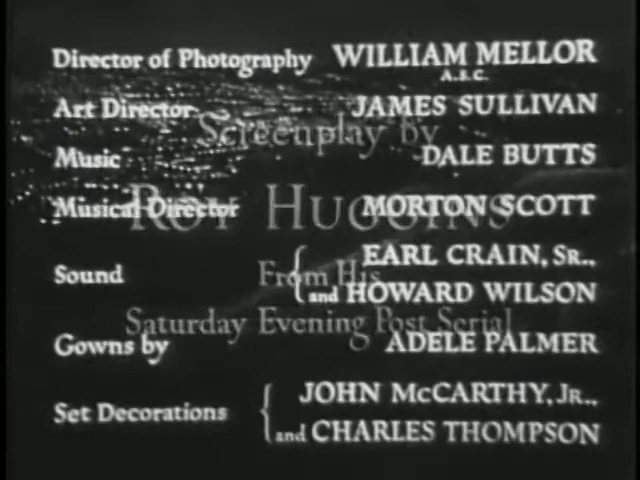 Director of Photography WILLIAM MELLOR
A.S.C.
Art Director JAMES SULLIVAN
Screenplay by
Music DALE BUTTS
Roy Huggins
Musical Director MORTON SCOTT
EARL CRAIN, SR.,
Sound
From His
and HOWARD WILSON
Saturday Evening Post Serial
Gowns by ADELE PALMER
JOHN McCARTHY, JR.,
Set Decorations
and CHARLES THOMPSON